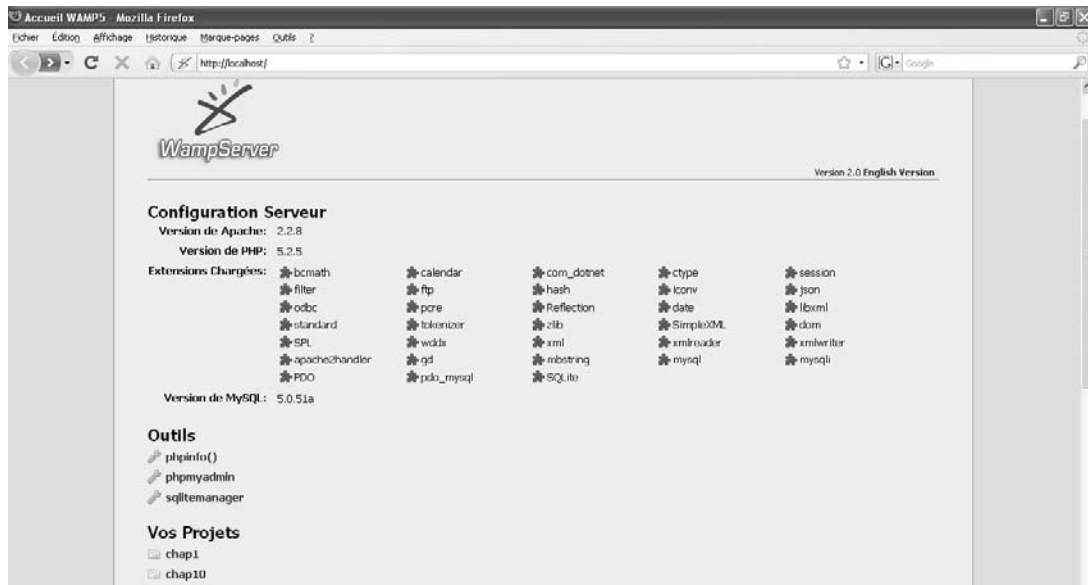 Accueil WAMP5 - Mozilla Firefox
Fichier Édition Affichage Historique Marque-pages Outils ?
http://localhost/ Google
WampServer
Version 2.0 English Version
Configuration Serveur
Version de Apache: 2.2.8
Version de PHP: 5.2.5
Extensions Chargées: bcmath calendar com_dotnet ctype session
filter ftp hash iconv json
odbc pcre Reflection date libxml
standard tokenizer zlib SimpleXML dom
SPL wddx xml xmlreader xmlwriter
apache2handler gd mbstring mysql mysqli
PDO pdo_mysql SQLite
Version de MySQL: 5.0.51a
Outils
phpinfo()
phpmyadmin
sqlitemanager
Vos Projets
chap1
chap10